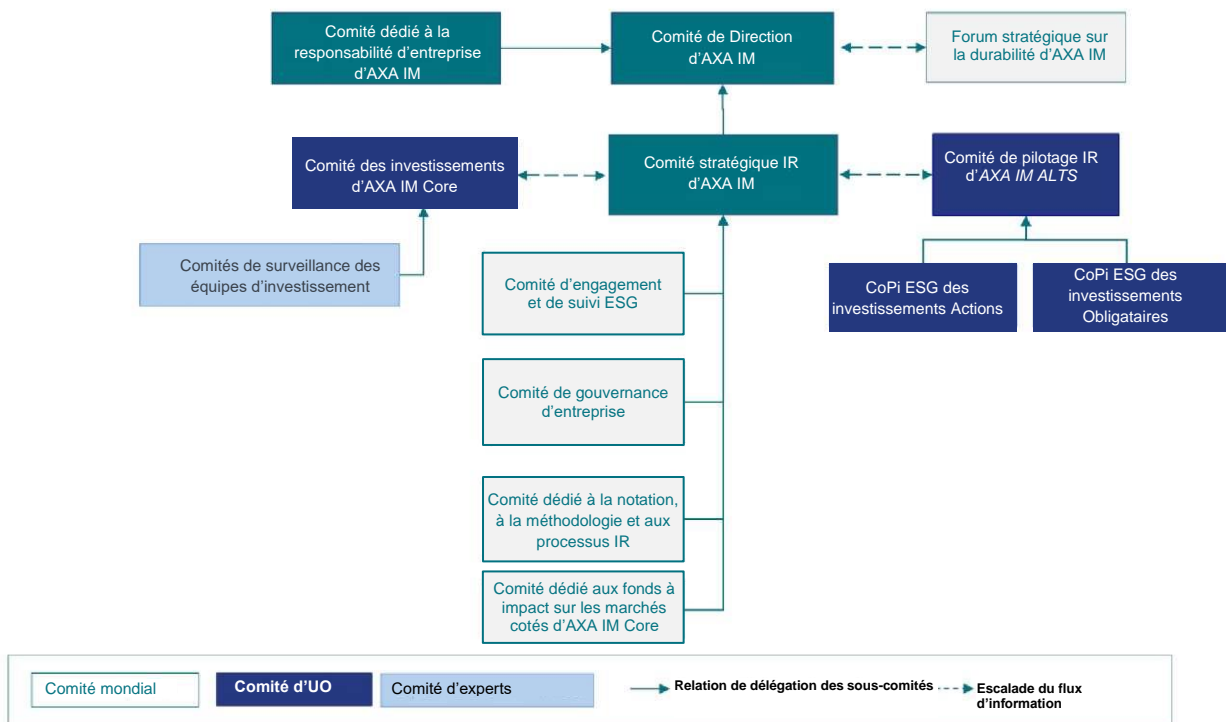 Comité dédié à la
responsabilité d’entreprise
d’AXA IM
Comité de Direction
d’AXA IM
Forum stratégique sur
la durabilité d’AXA IM
Comité des investissements
d’AXA IM Core
Comité stratégique IR
d’AXA IM
Comité de pilotage IR
d’AXA IM ALTS
Comités de surveillance des
équipes d’investissement
Comité d’engagement
et de suivi ESG
CoPi ESG des
investissements Actions
CoPi ESG des
investissements
Obligataires
Comité de gouvernance
d’entreprise
Comité dédié à la notation,
à la méthodologie et aux
processus IR
Comité dédié aux fonds à
impact sur les marchés
cotés d’AXA IM Core
Comité mondial
Comité d’UO
Comité d’experts
Relation de délégation des sous-comités
Escalade du flux
d’information